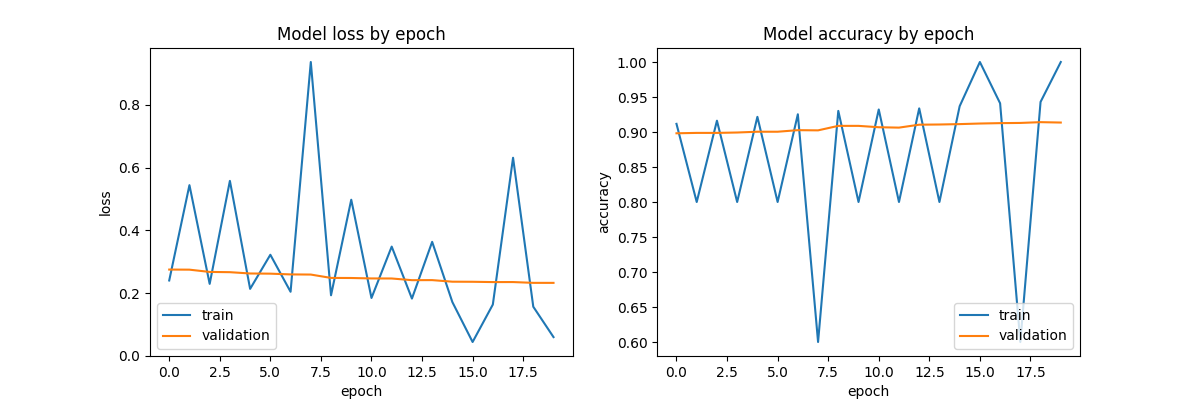 Model loss by epoch
loss
0.8
0.6
0.4
0.2
0.0
train
validation
0.0 2.5 5.0 7.5 10.0 12.5 15.0 17.5
epoch
Model accuracy by epoch
accuracy
1.00
0.95
0.90
0.85
0.80
0.75
0.70
0.65
0.60
train
validation
0.0 2.5 5.0 7.5 10.0 12.5 15.0 17.5
epoch